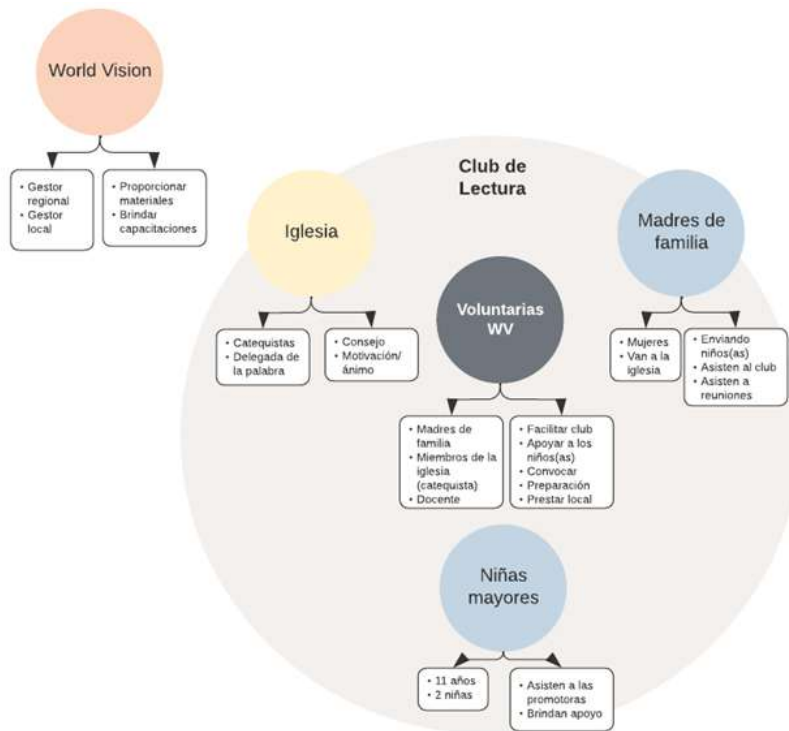 World Vision
• Gestor
regional
• Gestor
local
• Proporcionar
materiales
• Brindar
capacitaciones
Club de
Lectura
Iglesia
• Catequistas
• Delegada de
la palabra
• Consejo
• Motivación/
ánimo
Voluntarias
WV
• Madres de
familia
• Miembros de la
iglesia
(catequista)
• Docente
• Facilitar club
• Apoyar a los
niños(as)
• Convocar
• Preparación
• Prestar local
Madres de
familia
• Mujeres
• Van a la
iglesia
• Enviando
niños(as)
• Asisten al club
• Asisten a
reuniones
Niñas
mayores
• 11 años
• 2 niñas
• Asisten a las
promotoras
• Brindan apoyo